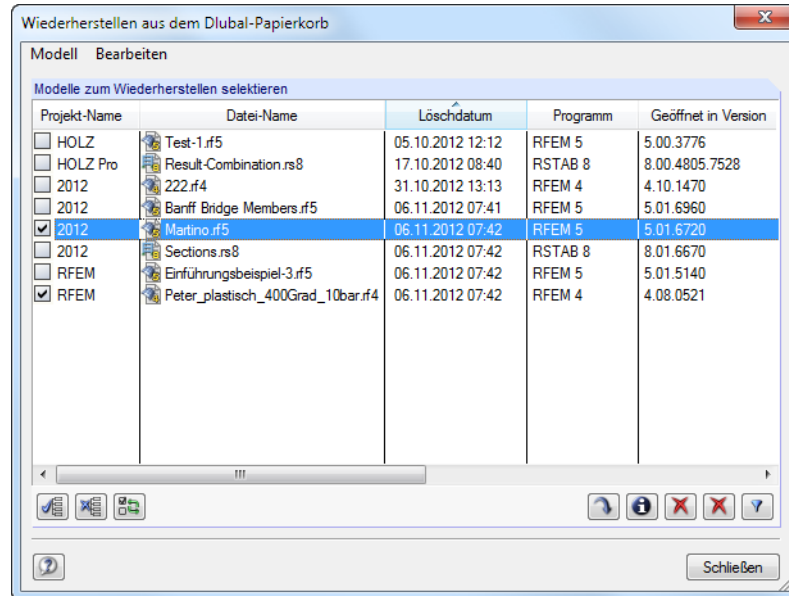 Wiederherstellen aus dem Dlubal-Papierkorb
Modell Bearbeiten
Modelle zum Wiederherstellen selektieren
Projekt-Name Datei-Name Löschdatum Programm Geöffnet in Version
HOLZ Test-1.rf5 05.10.2012 12:12 RFEM 5 5.00.3776
HOLZ Pro Result-Combination.rs8 17.10.2012 08:40 RSTAB 8 8.00.4805.7528
2012 222.rf4 31.10.2012 13:13 RFEM 4 4.10.1470
2012 Banff Bridge Members.rf5 06.11.2012 07:41 RFEM 5 5.01.6960
2012 Martino.rf5 06.11.2012 07:42 RFEM 5 5.01.6720
2012 Sections.rs8 06.11.2012 07:42 RSTAB 8 8.01.6670
RFEM Einführungsbeispiel-3.rf5 06.11.2012 07:42 RFEM 5 5.01.5140
RFEM Peter_plastisch_400Grad_10bar.rf4 06.11.2012 07:42 RFEM 4 4.08.0521
Schließen